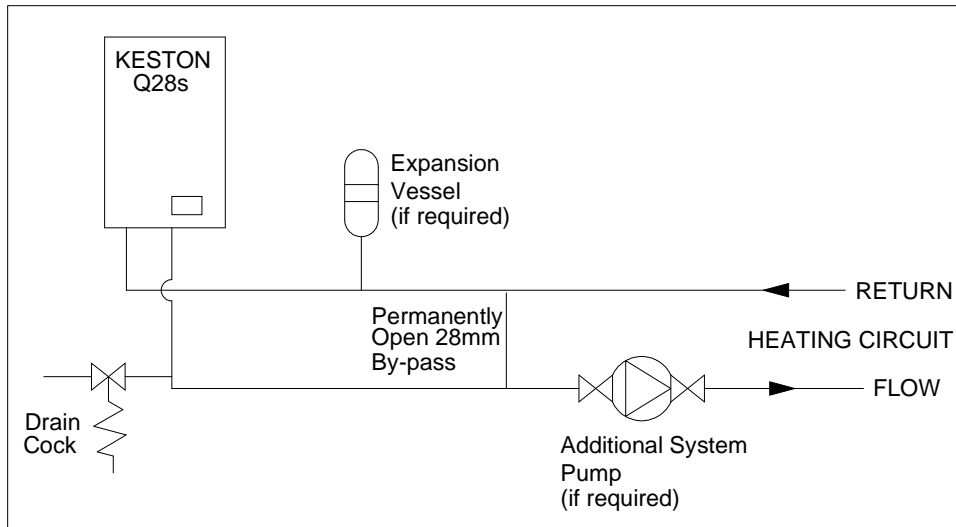 KESTON
Q28s
Expansion
Vessel
(if required)
RETURN
Permanently
Open 28mm
By-pass
HEATING CIRCUIT
FLOW
Drain
Cock
Additional System
Pump
(if required)